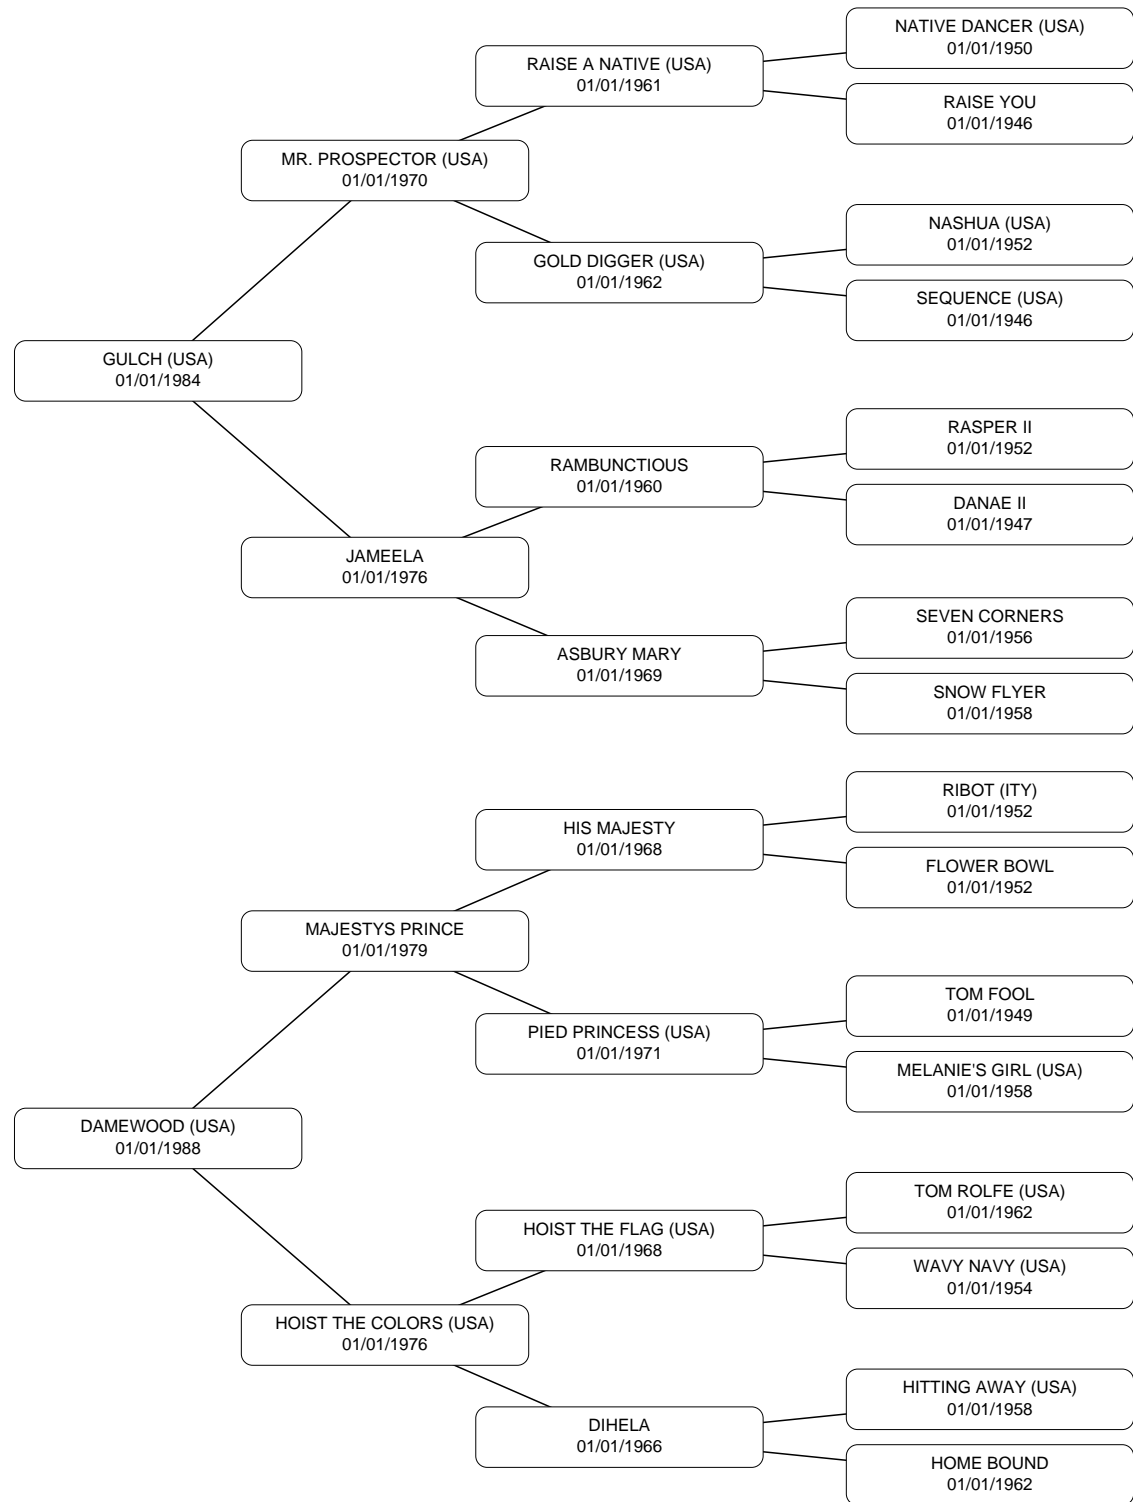 NATIVE DANCER (USA)
01/01/1950
RAISE A NATIVE (USA)
01/01/1961
RAISE YOU
01/01/1946
MR. PROSPECTOR (USA)
01/01/1970
NASHUA (USA)
01/01/1952
GOLD DIGGER (USA)
01/01/1962
SEQUENCE (USA)
01/01/1946
GULCH (USA)
01/01/1984
RASPER II
01/01/1952
RAMBUNCTIOUS
01/01/1960
DANAE II
01/01/1947
JAMEELA
01/01/1976
SEVEN CORNERS
01/01/1956
ASBURY MARY
01/01/1969
SNOW FLYER
01/01/1958
RIBOT (ITY)
01/01/1952
HIS MAJESTY
01/01/1968
FLOWER BOWL
01/01/1952
MAJESTYS PRINCE
01/01/1979
TOM FOOL
01/01/1949
PIED PRINCESS (USA)
01/01/1971
MELANIE'S GIRL (USA)
01/01/1958
DAMEWOOD (USA)
01/01/1988
TOM ROLFE (USA)
01/01/1962
HOIST THE FLAG (USA)
01/01/1968
WAVY NAVY (USA)
01/01/1954
HOIST THE COLORS (USA)
01/01/1976
HITTING AWAY (USA)
01/01/1958
DIHELA
01/01/1966
HOME BOUND
01/01/1962